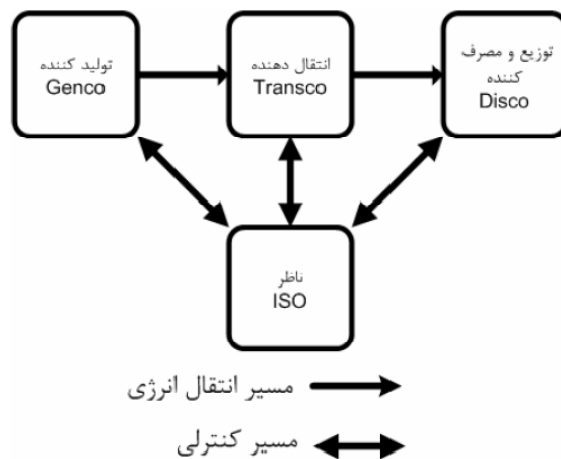 تولید کننده
Genco
انتقال دهنده
Transco
توزیع و مصرف
کننده
Disco
ناظر
ISO
مسیر انتقال انرژی
مسیر کنترلی